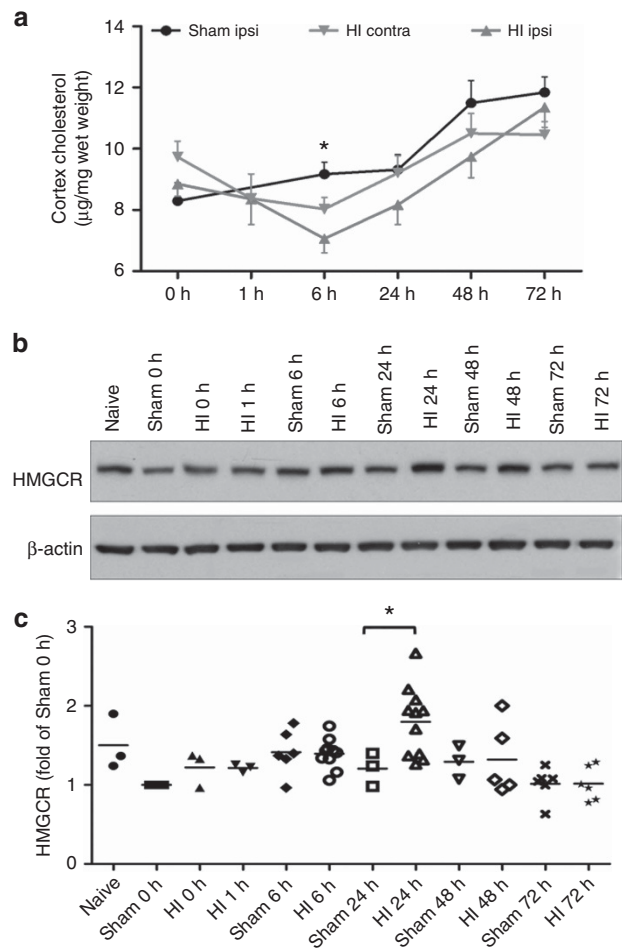 a
Sham ipsi HI contra HI ipsi
Cortex cholesterol
(µg/mg wet weight)
14
12
10
8
6
*
0 h 1 h 6 h 24 h 48 h 72 h
b
Naive Sham 0 h HI 0 h HI 1 h Sham 6 h HI 6 h Sham 24 h HI 24 h Sham 48 h HI 48 h Sham 72 h HI 72 h
HMGCR
β-actin
c
HMGCR (fold of Sham 0 h)
3
2
1
0
*
Naive Sham 0 h HI 0 h HI 1 h Sham 6 h HI 6 h Sham 24 h HI 24 h Sham 48 h HI 48 h Sham 72 h HI 72 h